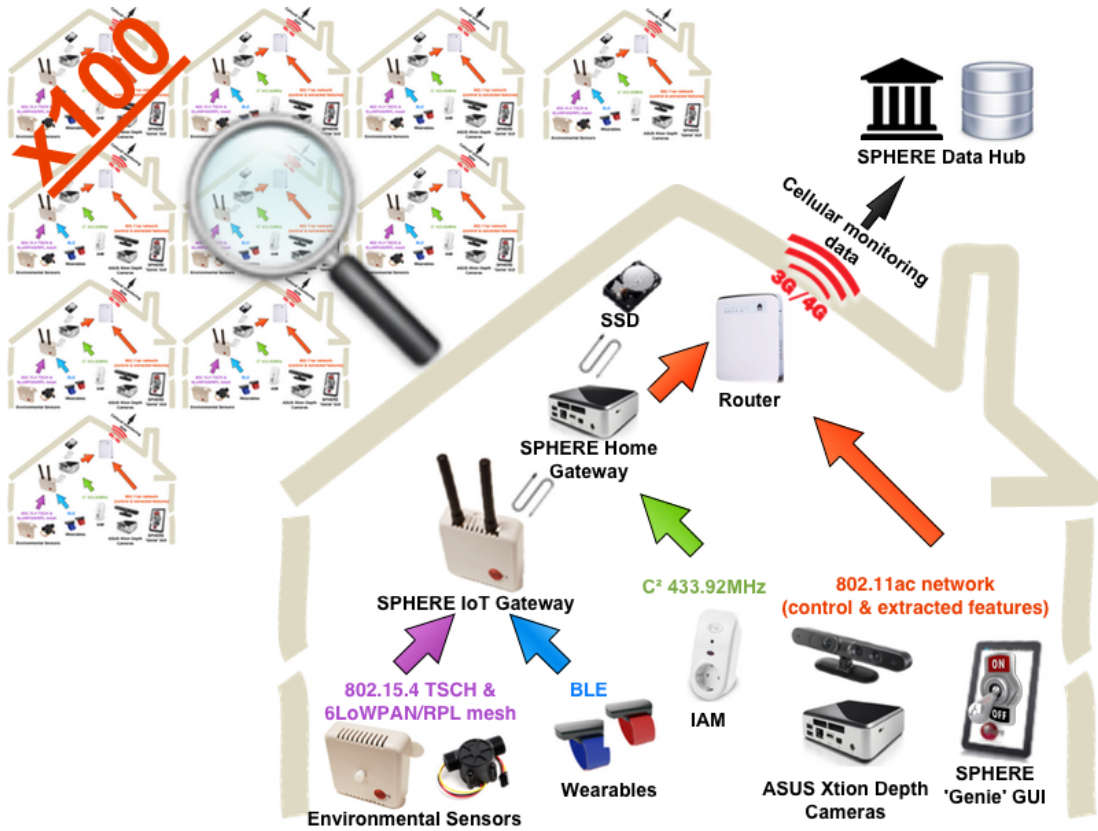 x100
SPHERE Data Hub
Cellular monitoring
data
3G/4G
SSD
Router
SPHERE Home
Gateway
SPHERE IoT Gateway
C² 433.92MHz
802.11ac network
(control & extracted features)
802.15.4 TSCH &
6LoWPAN/RPL mesh
BLE
IAM
ON
OFF
Wearables
ASUS Xtion Depth
Cameras
SPHERE
'Genie' GUI
Environmental Sensors